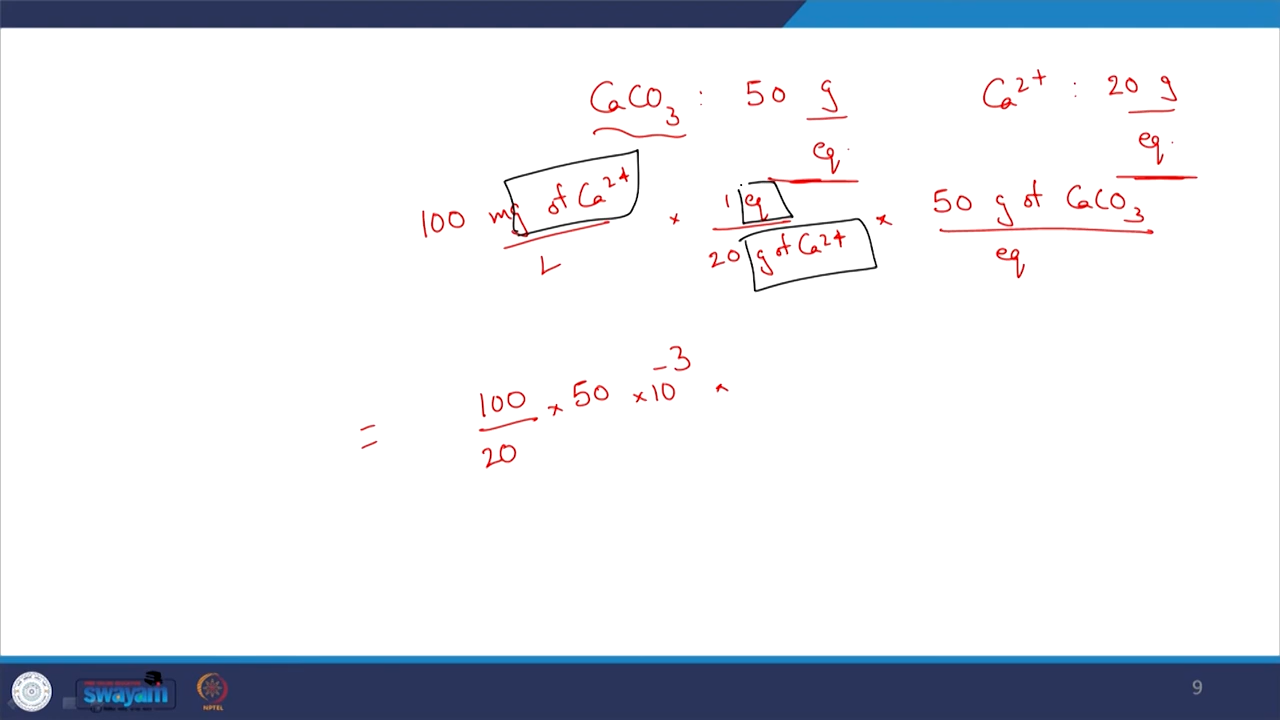 CaCO3 : 50 g/eq. Ca2+ : 20 g/eq.
100 mg of Ca2+/L × 1 eq/20 g of Ca2+ × 50 g of CaCO3/eq
= 100/20 × 50 × 10^-3 ×
swayam
NPTEL
9